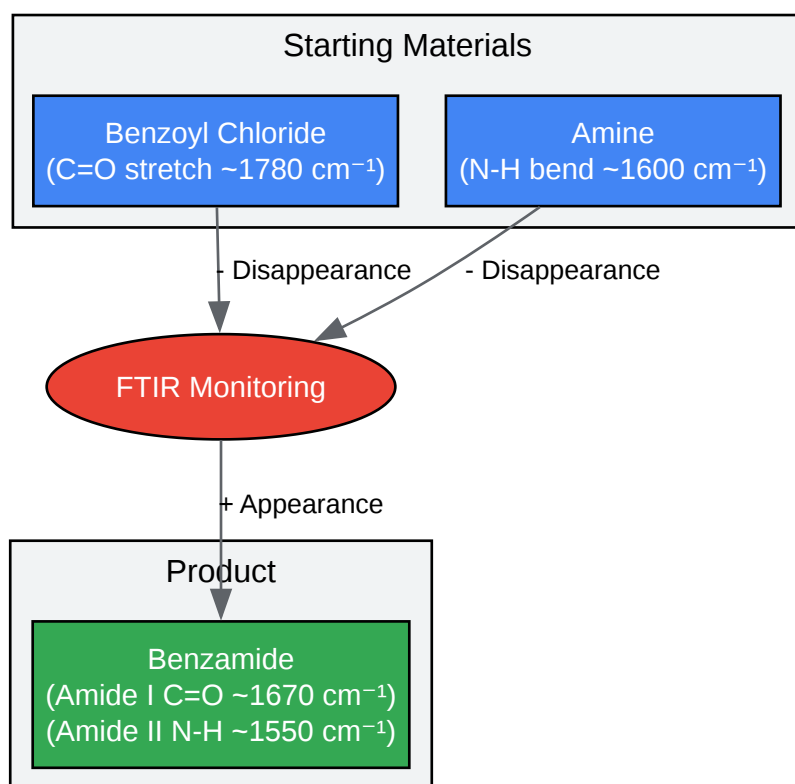 Starting Materials
Benzoyl Chloride
(C=O stretch ~1780 cm⁻¹)
Amine
(N-H bend ~1600 cm⁻¹)
- Disappearance
- Disappearance
FTIR Monitoring
+ Appearance
Product
Benzamide
(Amide I C=O ~1670 cm⁻¹)
(Amide II N-H ~1550 cm⁻¹)